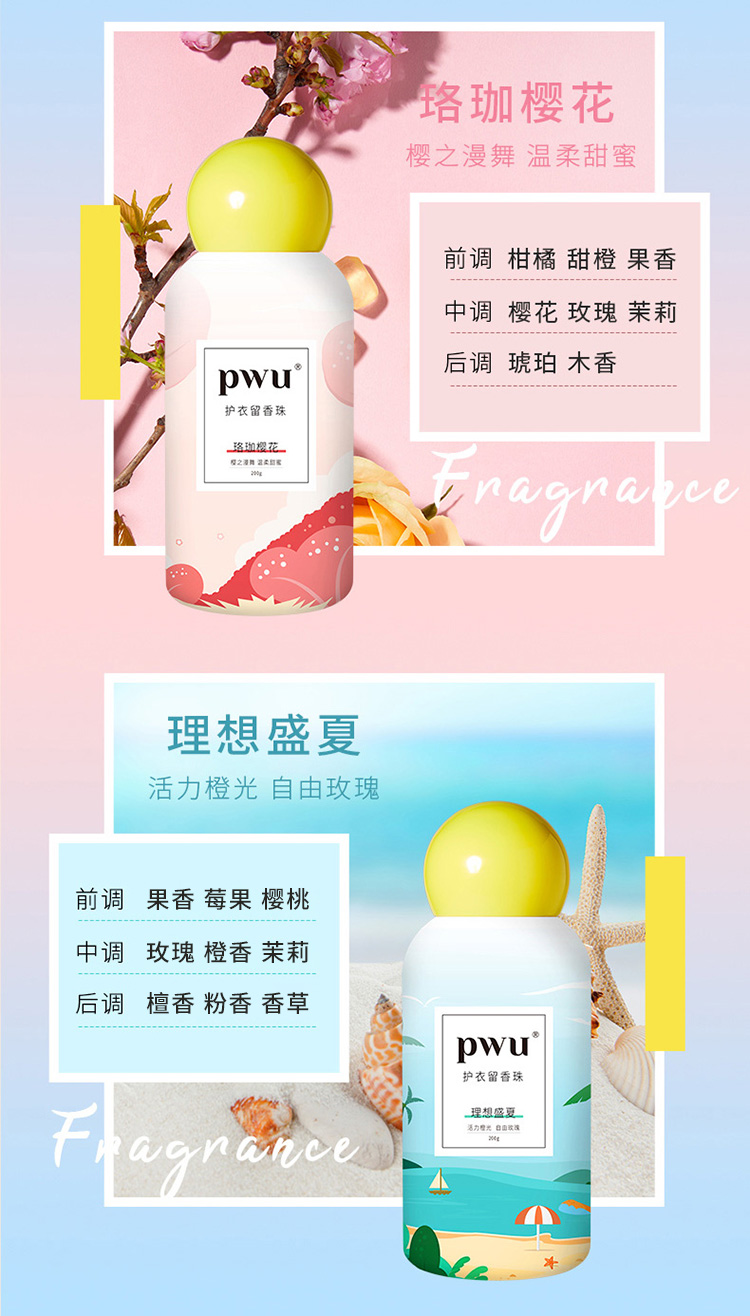 珞珈樱花
樱之漫舞 温柔甜蜜
前调 柑橘 甜橙 果香
中调 樱花 玫瑰 茉莉
后调 琥珀 木香
pwu®
护衣留香珠
珞珈樱花
樱之漫舞 温柔甜蜜
200g
Fragrance
理想盛夏
活力橙光 自由玫瑰
前调 果香 莓果 樱桃
中调 玫瑰 橙香 茉莉
后调 檀香 粉香 香草
pwu®
护衣留香珠
理想盛夏
活力橙光 自由玫瑰
200g
Fragrance